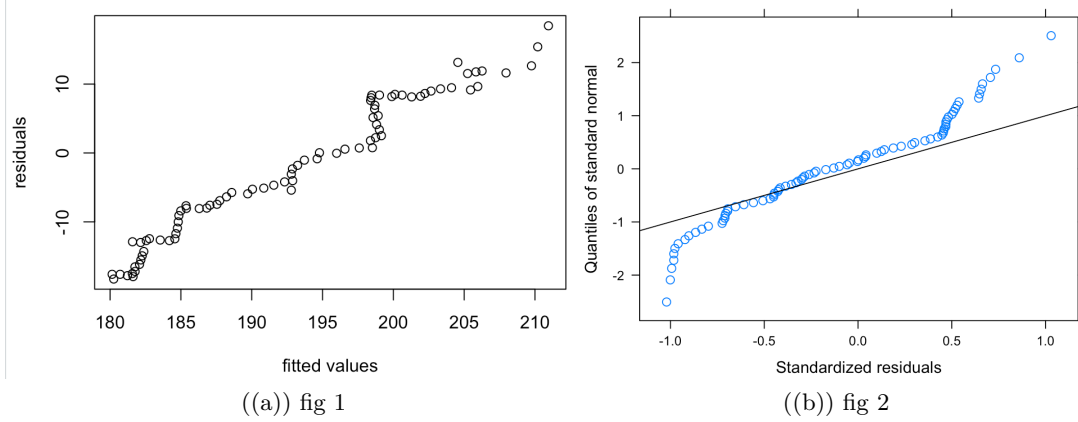 residuals
10
0
-10
180 185 190 195 200 205 210
fitted values
((a)) fig 1
Quantiles of standard normal
2
1
0
-1
-2
-1.0 -0.5 0.0 0.5 1.0
Standardized residuals
((b)) fig 2